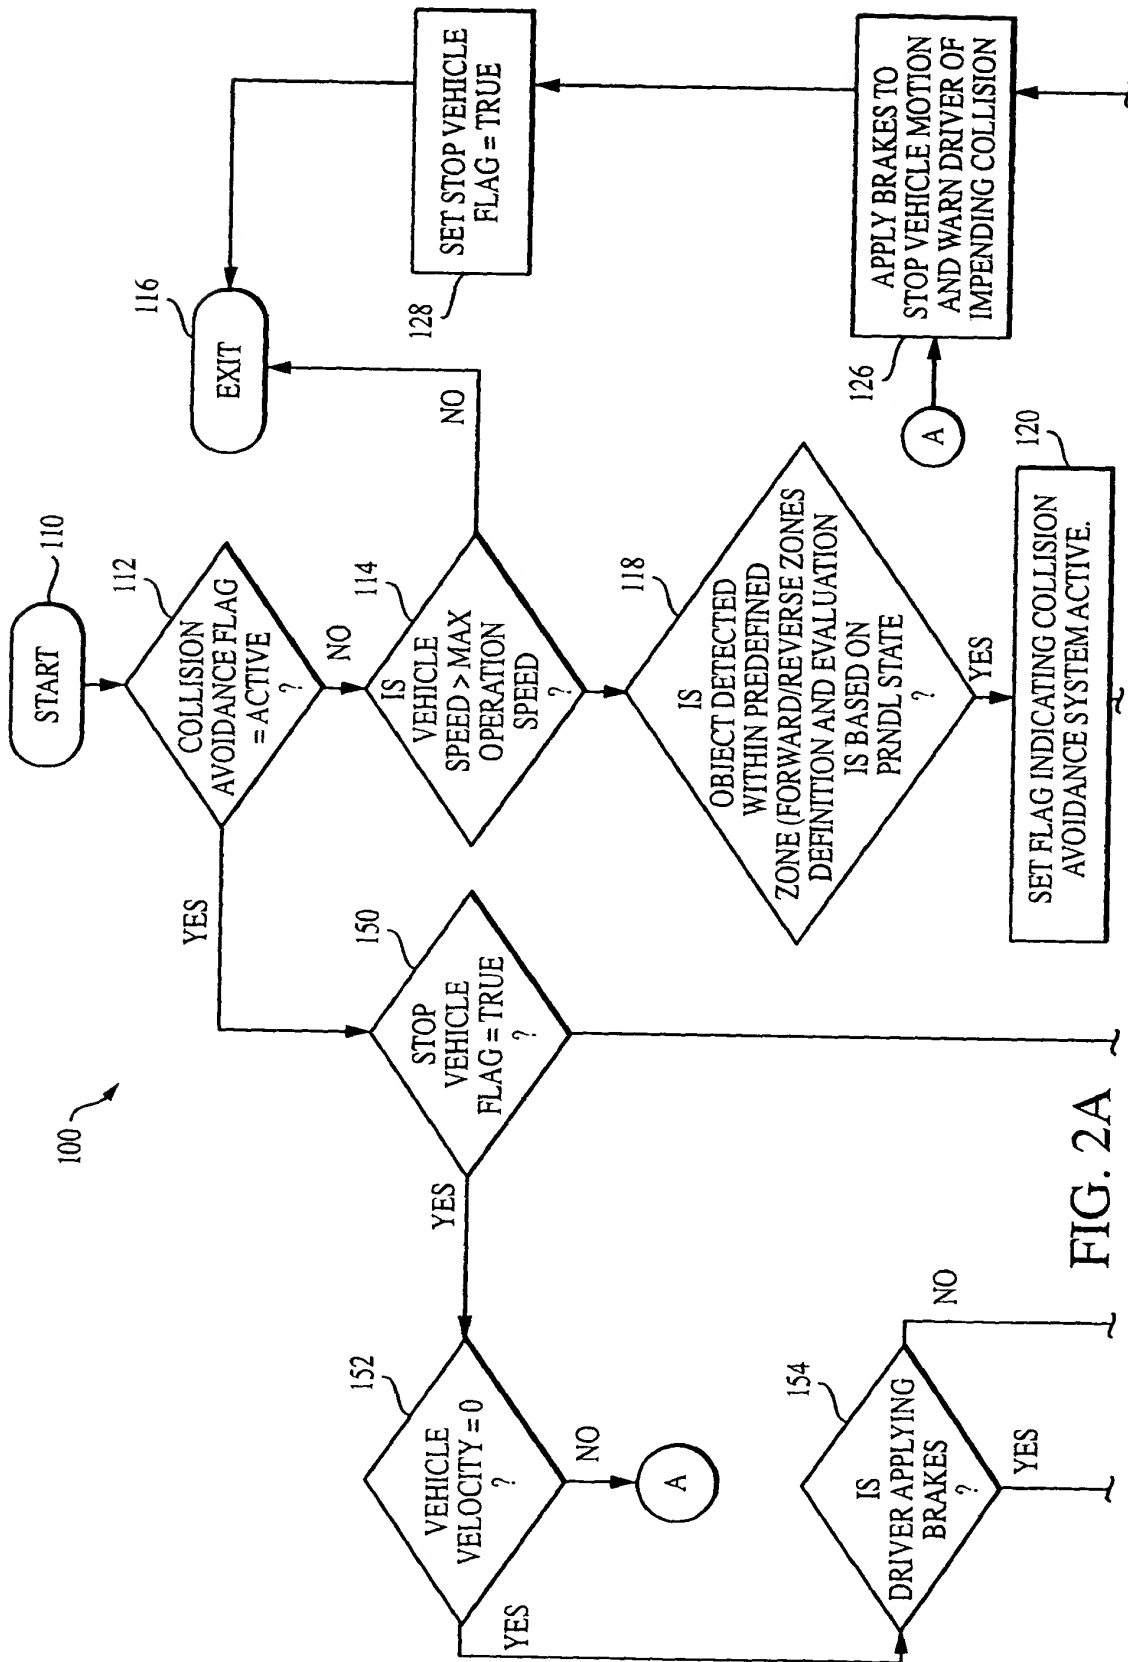 START
110
COLLISION
AVOIDANCE FLAG
= ACTIVE
?
112
YES
NO
IS
VEHICLE
SPEED > MAX
OPERATION
SPEED
?
114
NO
EXIT
116
IS
OBJECT DETECTED
WITHIN PREDEFINED
ZONE (FORWARD/REVERSE ZONES
DEFINITION AND EVALUATION
IS BASED ON
PRNDL STATE
?
118
YES
SET FLAG INDICATING COLLISION
AVOIDANCE SYSTEM ACTIVE.
120
SET STOP VEHICLE
FLAG = TRUE
128
APPLY BRAKES TO
STOP VEHICLE MOTION
AND WARN DRIVER OF
IMPENDING COLLISION
126
A
100
STOP
VEHICLE
FLAG = TRUE
?
150
YES
VEHICLE
VELOCITY = 0
?
152
NO
A
YES
IS
DRIVER APPLYING
BRAKES
?
154
NO
YES
FIG. 2A